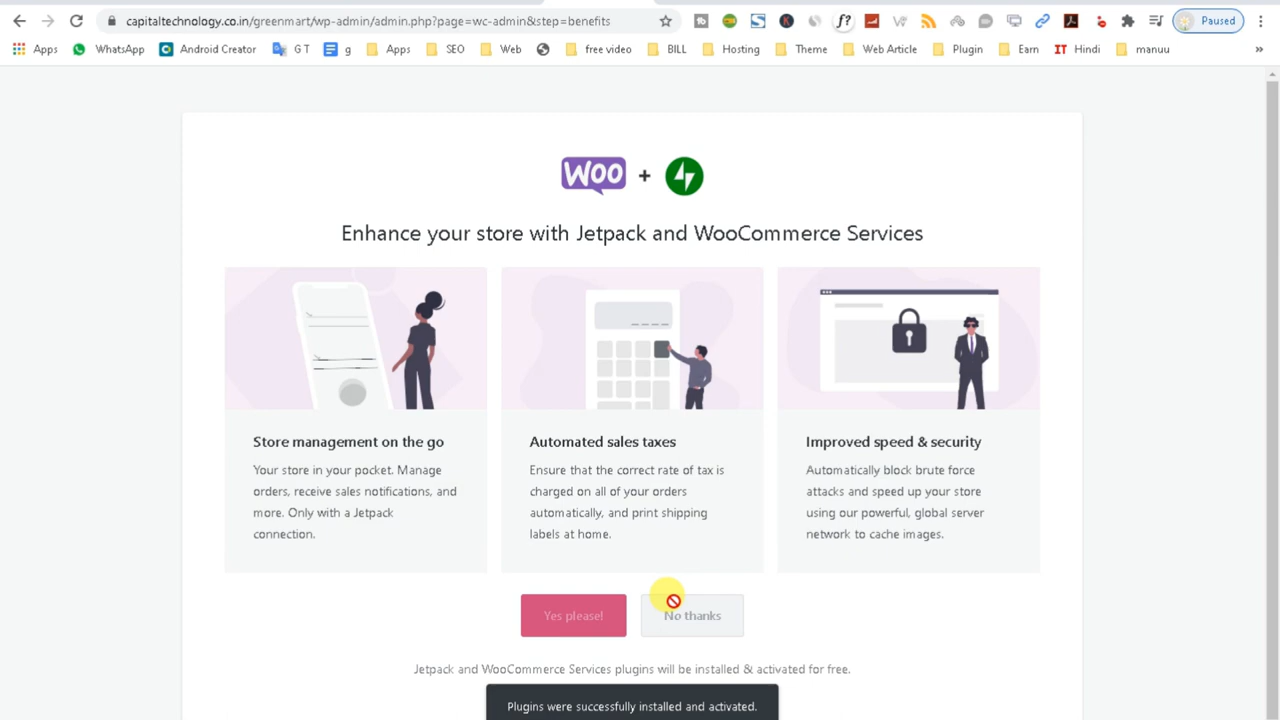 capitaltechnology.co.in/greenmart/wp-admin/admin.php?page=wc-admin&step=benefits
f?
Paused
Apps WhatsApp Android Creator G T g Apps SEO Web free video BILL Hosting Theme Web Article Plugin Earn IT Hindi manuu »
WOO +
Enhance your store with Jetpack and WooCommerce Services
Store management on the go
Your store in your pocket. Manage
orders, receive sales notifications, and
more. Only with a Jetpack
connection.
Automated sales taxes
Ensure that the correct rate of tax is
charged on all of your orders
automatically, and print shipping
labels at home.
Improved speed & security
Automatically block brute force
attacks and speed up your store
using our powerful, global server
network to cache images.
Yes please! No thanks
Jetpack and WooCommerce Services plugins will be installed & activated for free.
Plugins were successfully installed and activated.